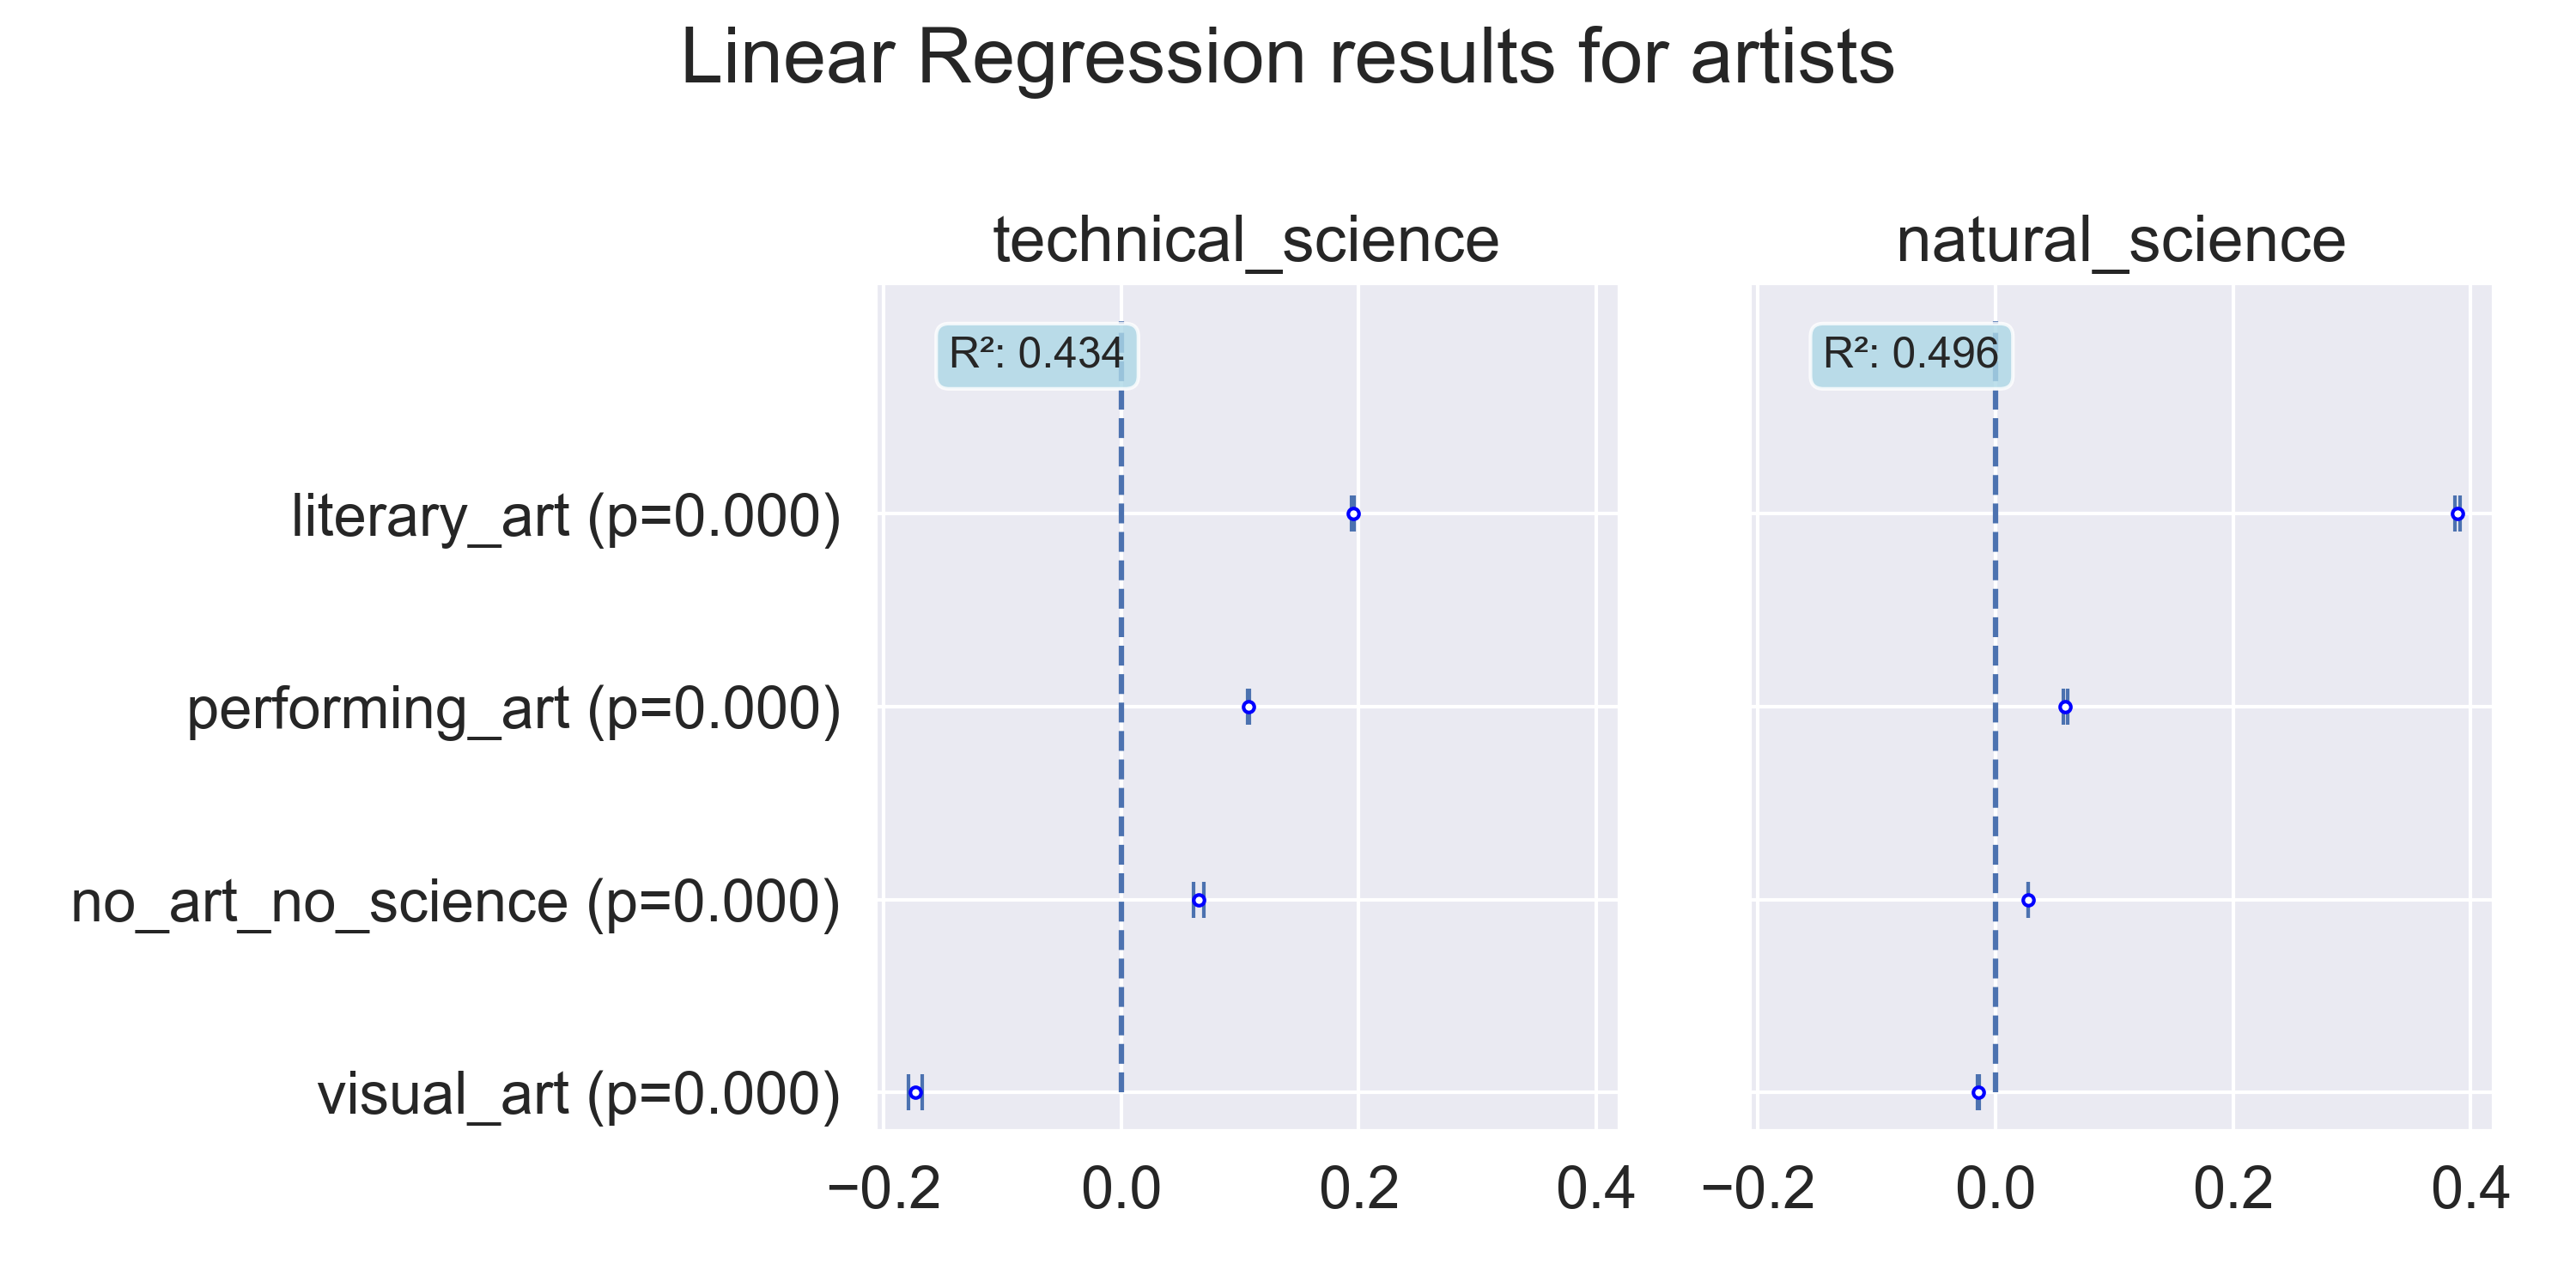 Linear Regression results for artists
technical_science
natural_science
R²: 0.434
R²: 0.496
literary_art (p=0.000)
performing_art (p=0.000)
no_art_no_science (p=0.000)
visual_art (p=0.000)
−0.2 0.0 0.2 0.4
−0.2 0.0 0.2 0.4